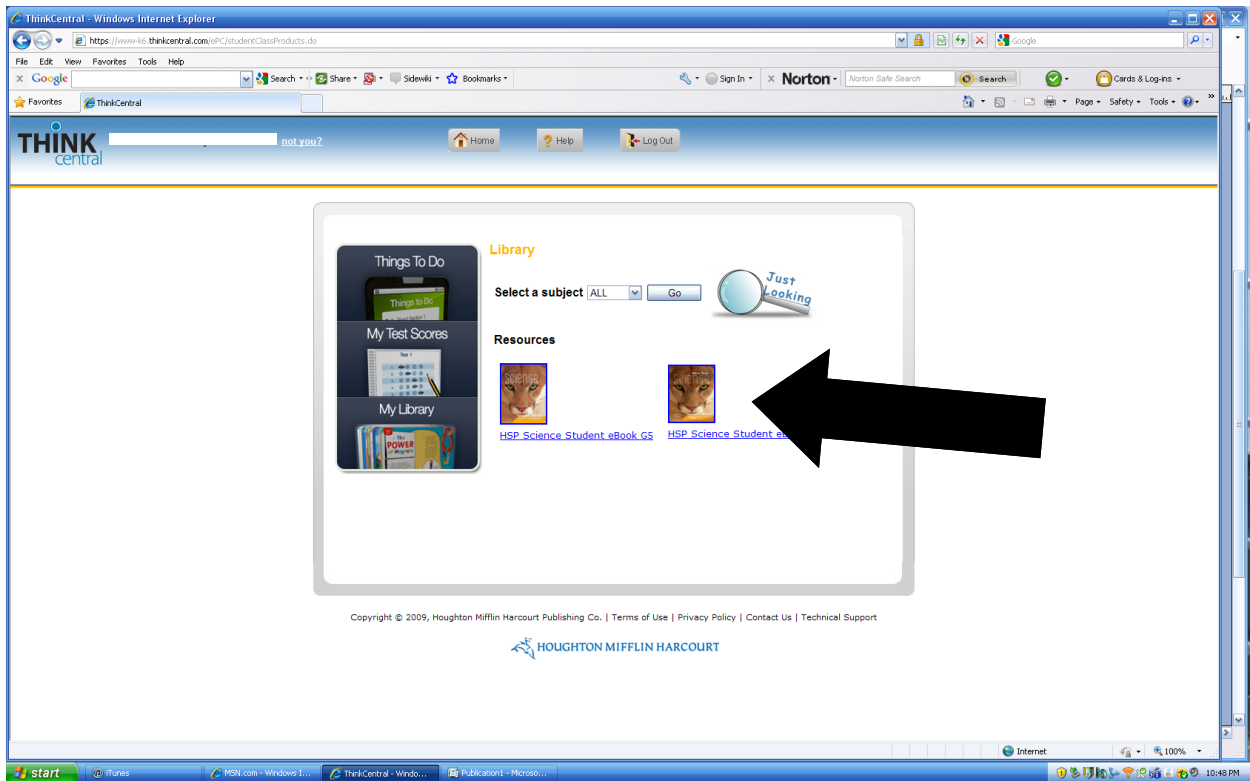 ThinkCentral - Windows Internet Explorer
https://www-k6.thinkcentral.com/ePC/studentClassProducts.do
Google
File Edit View Favorites Tools Help
Google Search Share Sidewiki Bookmarks Sign In Norton Norton Safe Search Search Cards & Log-ins
Favorites ThinkCentral Page Safety Tools
THINK central
not you?
Home Help Log Out
Things To Do
Things to Do
My Test Scores
Test 1
My Library
The POWER of Magnets
Library
Select a subject ALL Go
Just Looking
Resources
Science
HSP Science Student eBook G5 HSP Science Student e
Copyright © 2009, Houghton Mifflin Harcourt Publishing Co. | Terms of Use | Privacy Policy | Contact Us | Technical Support
HOUGHTON MIFFLIN HARCOURT
Internet 100%
start iTunes MSN.com - Windows I... ThinkCentral - Windo... Publication1 - Microso... 10:48 PM